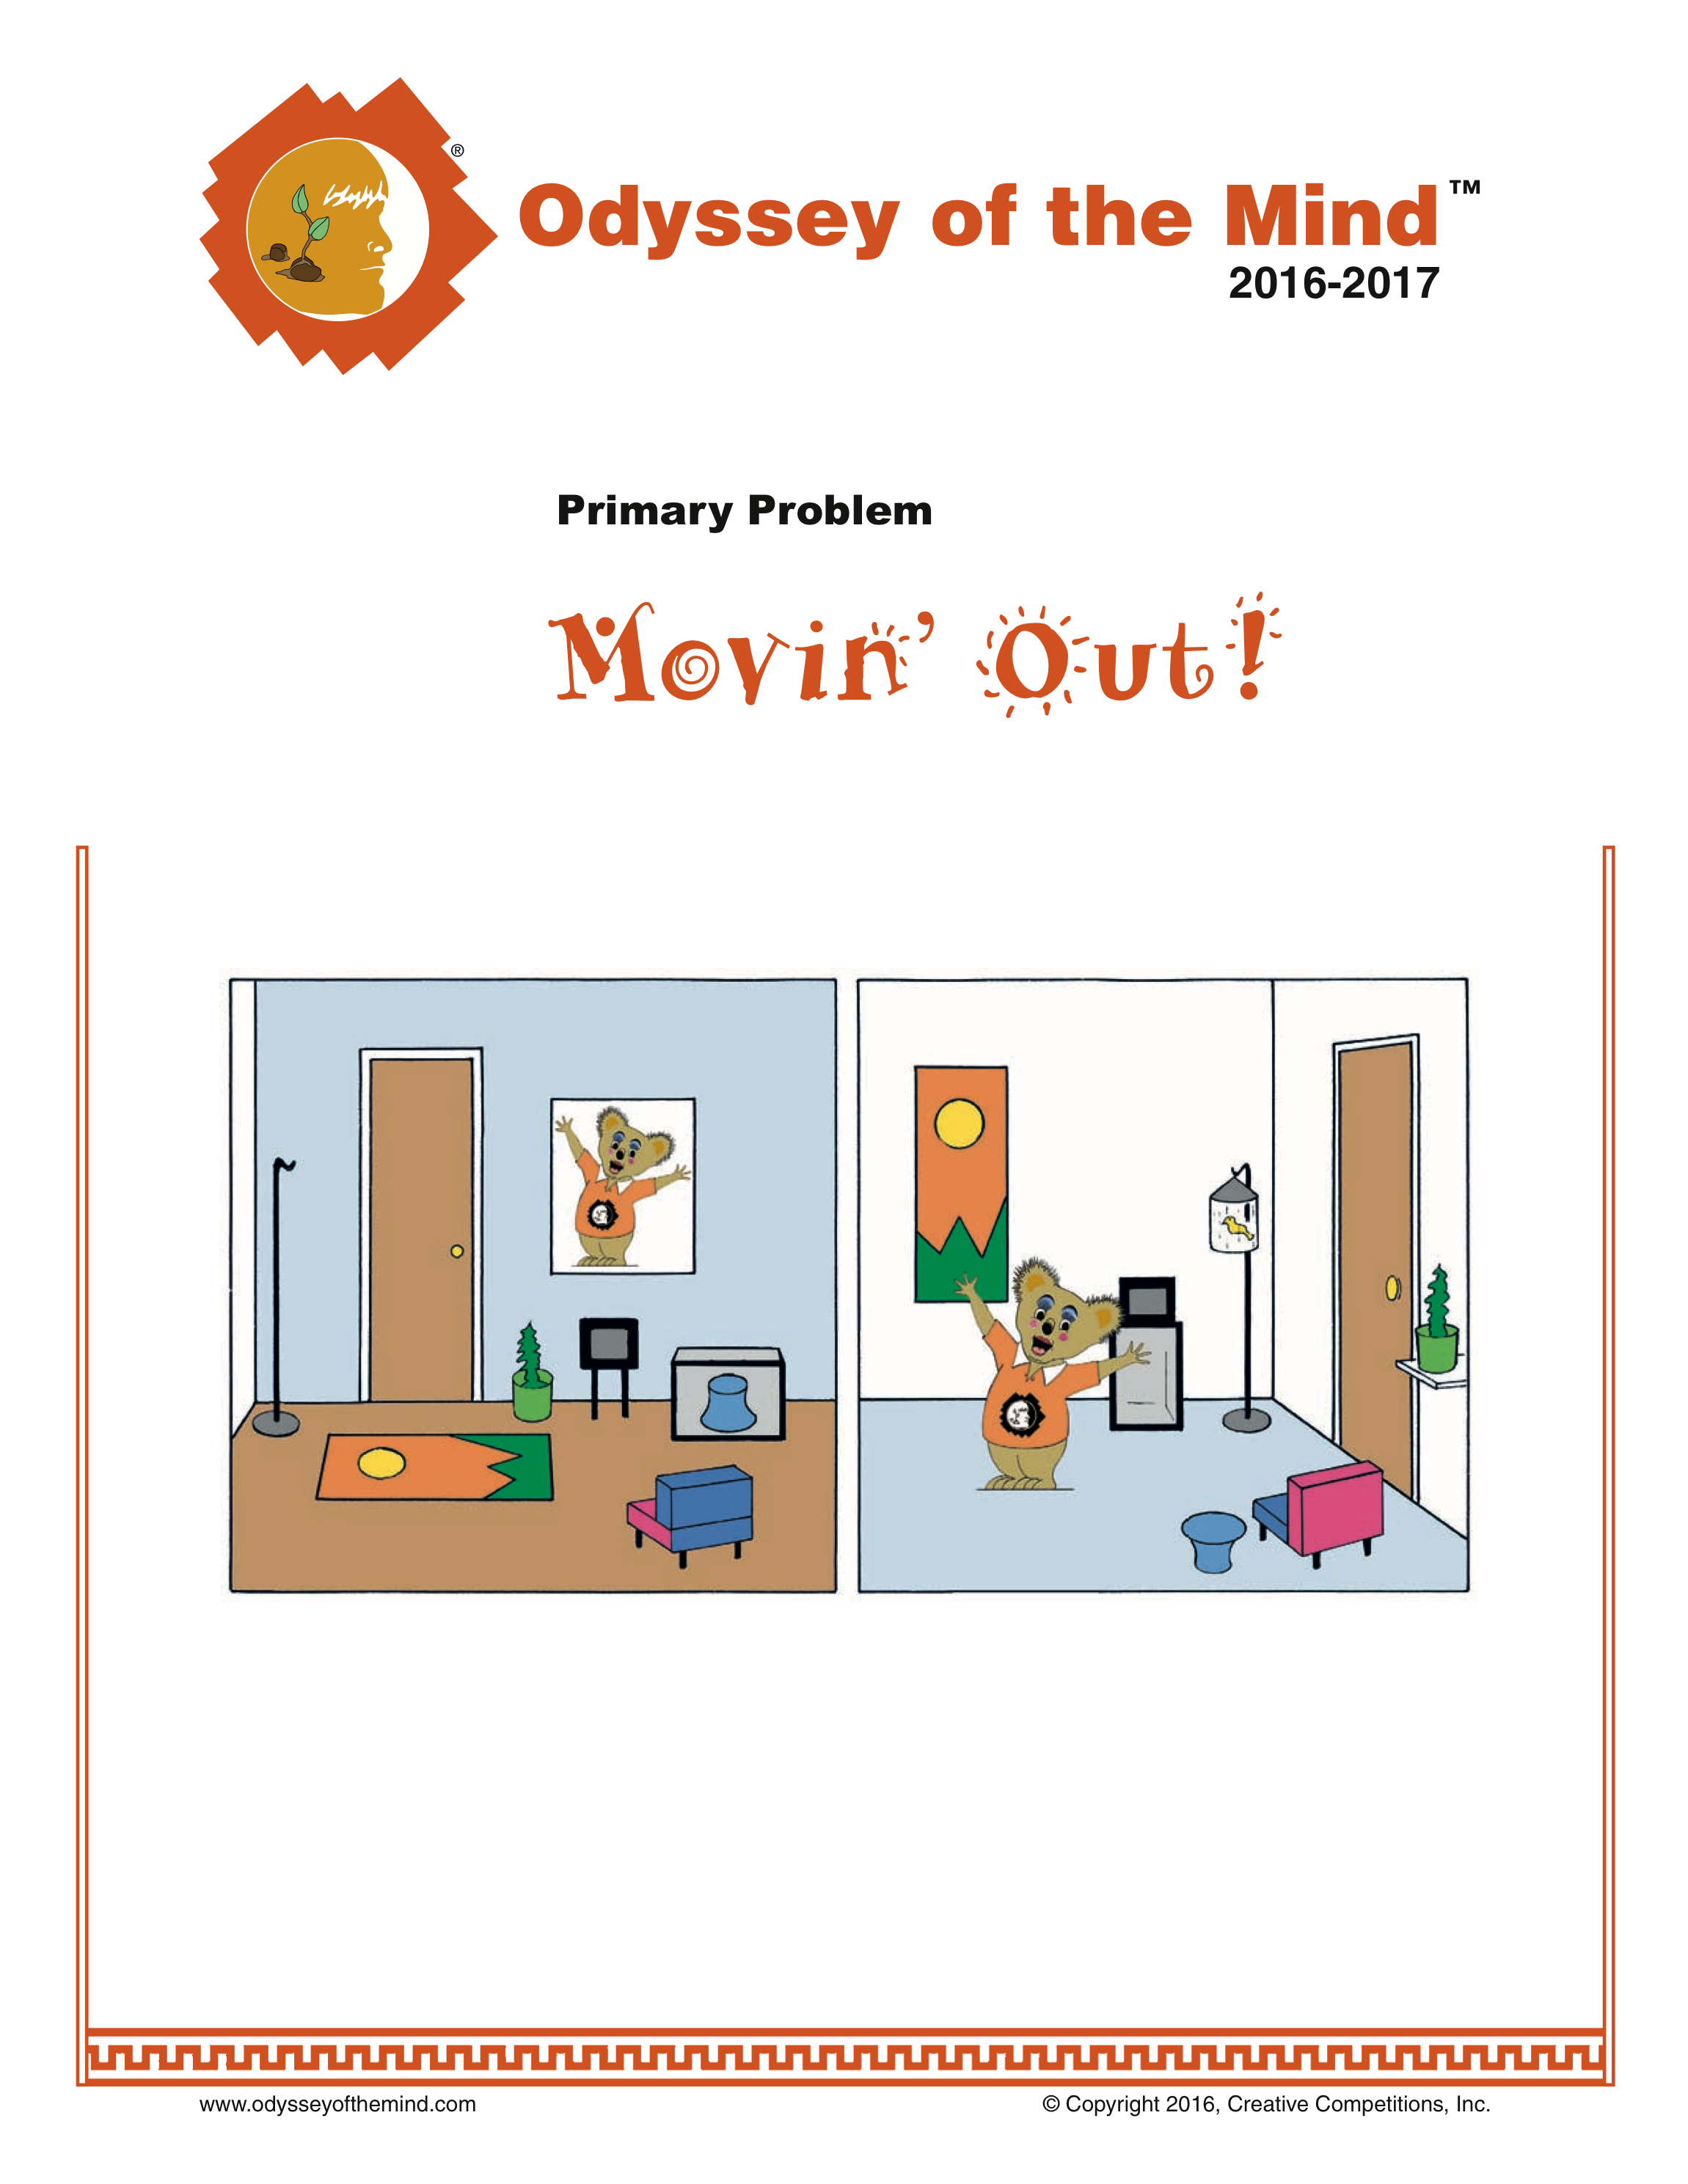 ®
Odyssey of the Mind™
2016-2017
Primary Problem
Movin’ Out!
www.odysseyofthemind.com
© Copyright 2016, Creative Competitions, Inc.